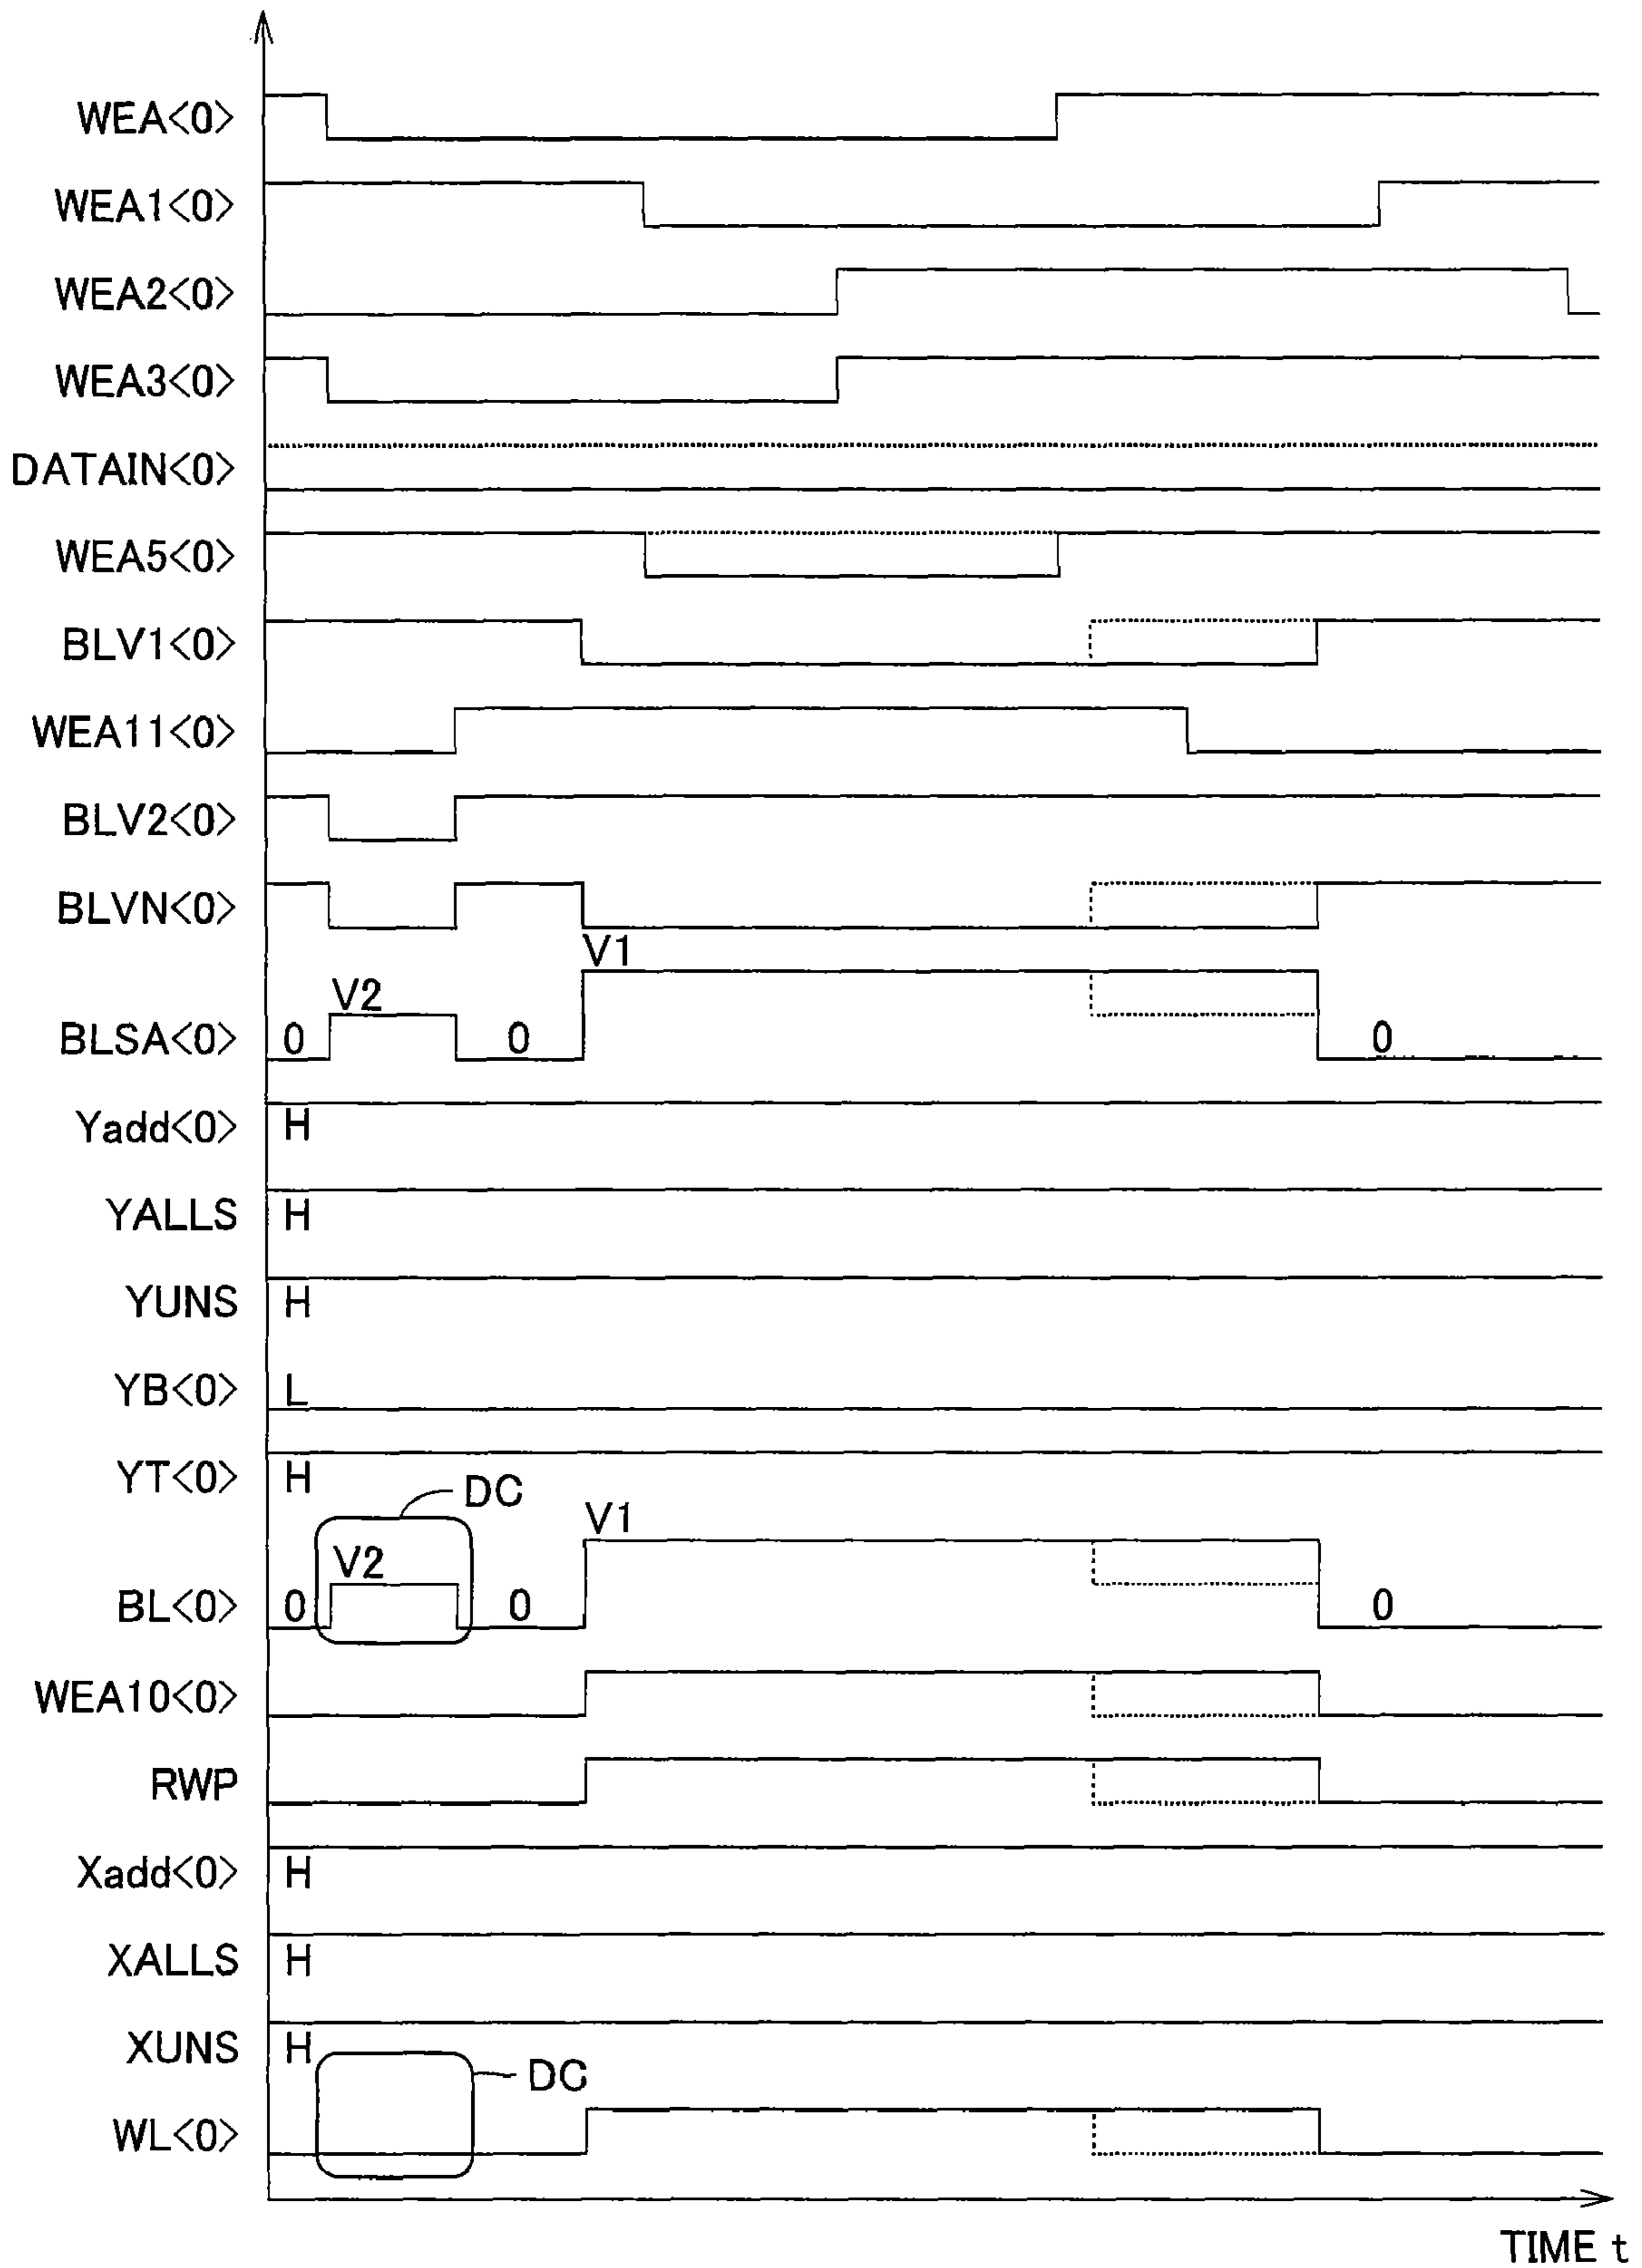 WEA<0>
WEA1<0>
WEA2<0>
WEA3<0>
DATAIN<0>
WEA5<0>
BLV1<0>
WEA11<0>
BLV2<0>
BLVN<0>
V1
V2
BLSA<0> 0 0 0
Yadd<0> H
YALLS H
YUNS H
YB<0> L
YT<0> H
DC
V1
V2
BL<0> 0 0 0
WEA10<0>
RWP
Xadd<0> H
XALLS H
XUNS H
DC
WL<0>
TIME t